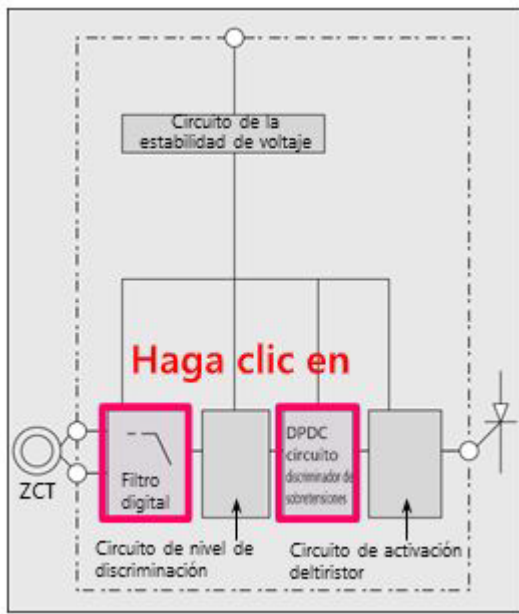 Circuito de la
estabilidad de voltaje
Haga clic en
ZCT
Filtro
digital
DPDC
circuito
discriminador de
sobretensiones
Circuito de nivel de
discriminación
Circuito de activación
deltiristor